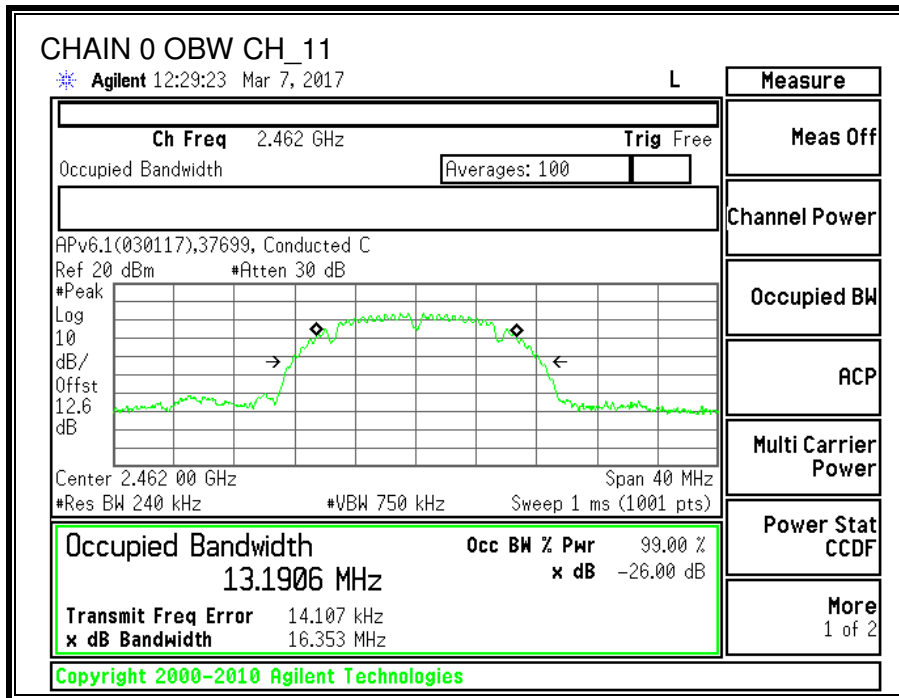 CHAIN 0 OBW CH_11
Agilent 12:29:23 Mar 7, 2017 L
Measure
Ch Freq 2.462 GHz Trig Free
Meas Off
Occupied Bandwidth Averages: 100
Channel Power
APv6.1(030117),37699, Conducted C
Ref 20 dBm #Atten 30 dB
#Peak
Log
10
dB/
Offst
12.6
dB
Occupied BW
ACP
Multi Carrier
Power
Center 2.462 00 GHz Span 40 MHz
#Res BW 240 kHz #VBW 750 kHz Sweep 1 ms (1001 pts)
Power Stat
CCDF
Occupied Bandwidth Occ BW % Pwr 99.00 %
13.1906 MHz x dB -26.00 dB
Transmit Freq Error 14.107 kHz
x dB Bandwidth 16.353 MHz
More
1 of 2
Copyright 2000-2010 Agilent Technologies